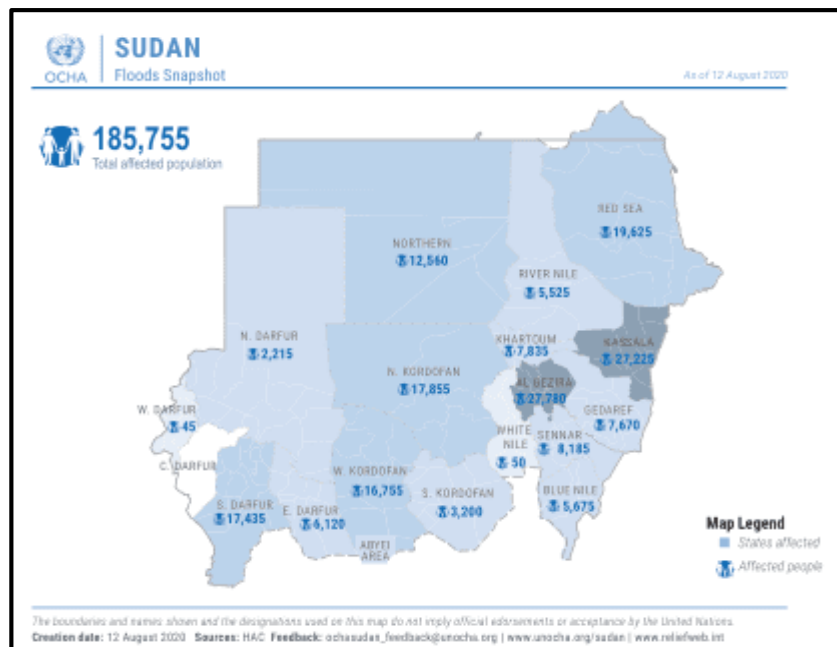 OCHA
SUDAN
Floods Snapshot
As of 12 August 2020
185,755
Total affected population
RED SEA
19,625
NORTHERN
12,560
RIVER NILE
5,525
N. DARFUR
2,215
KHARTOUM
7,835
KASSALA
27,225
N. KORDOFAN
17,855
AL GEZIRA
27,780
W. DARFUR
45
GEDAREF
7,670
WHITE
NILE
50
SENNAR
8,185
C. DARFUR
W. KORDOFAN
16,755
S. KORDOFAN
3,200
BLUE NILE
5,675
S. DARFUR
17,435
E. DARFUR
6,120
ABYEI
AREA
Map Legend
States affected
Affected people
The boundaries and names shown and the designations used on this map do not imply official edorsements or acceptance by the United Nations.
Creation date: 12 August 2020 Sources: HAC Feedback: ochasudan_feedback@unocha.org | www.unocha.org/sudan | www.reliefweb.int